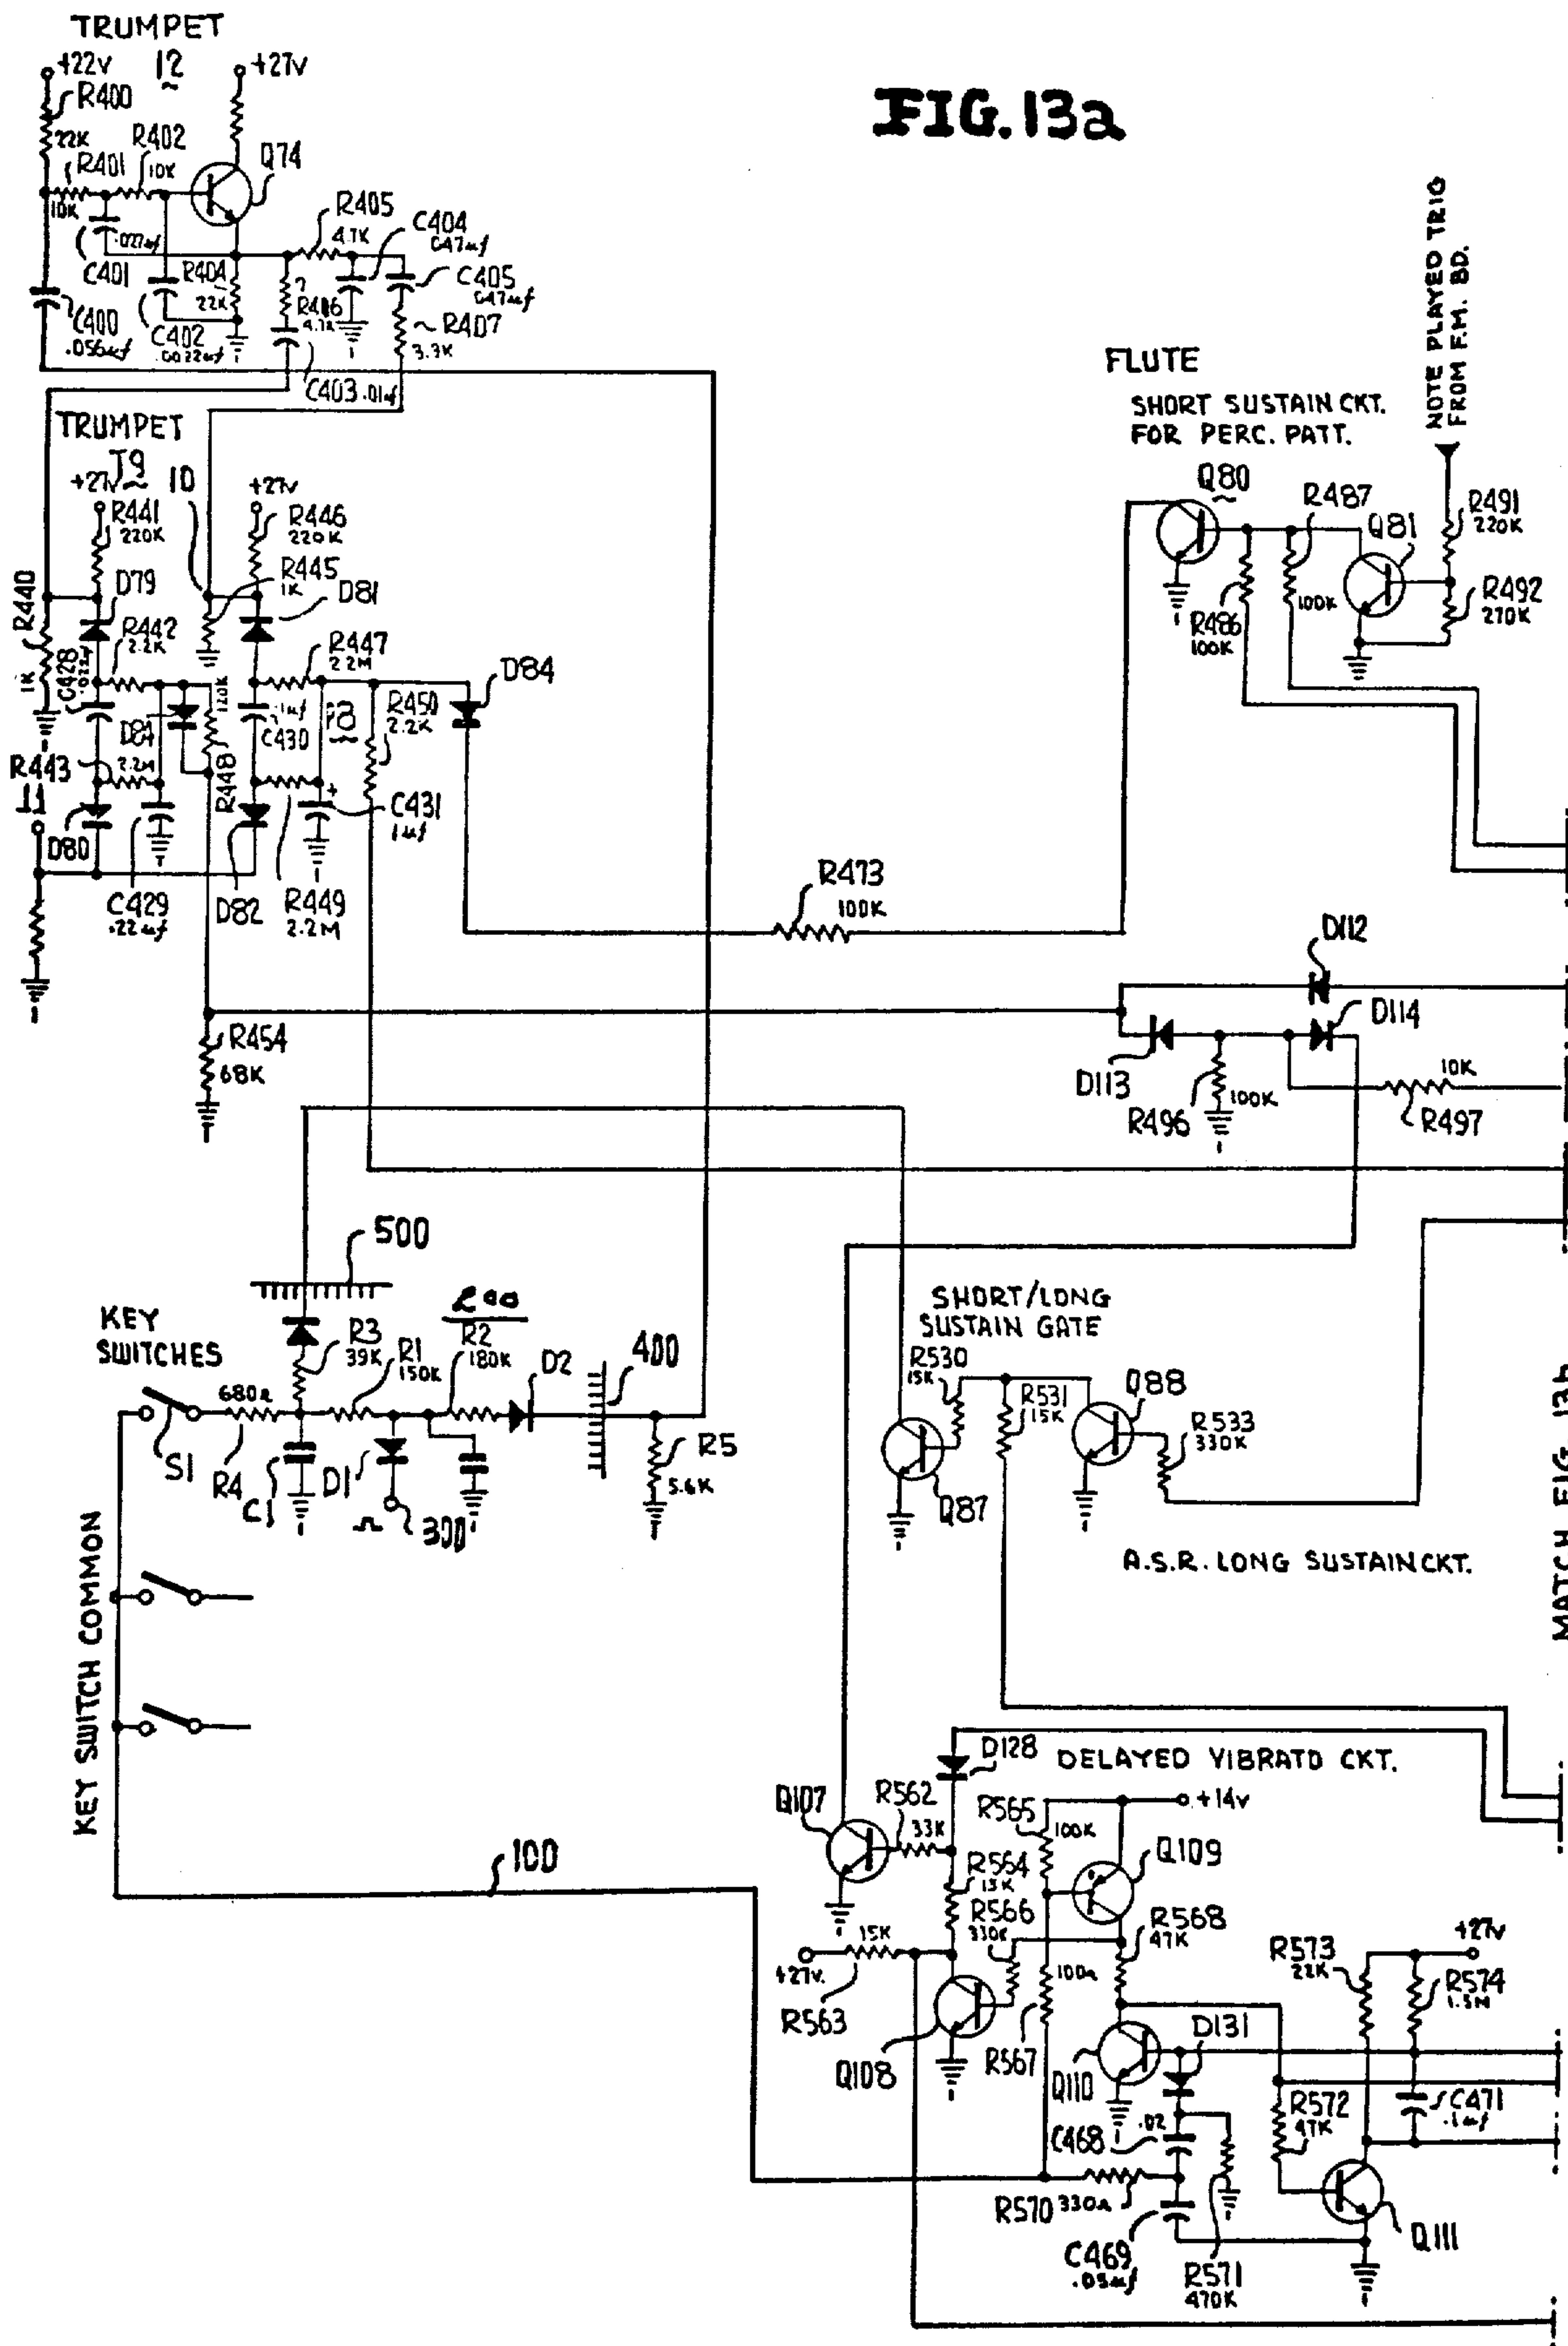 FIG.13a
TRUMPET
12
+22v
+27v
R400
22K
R401
10K
R402
10K
Q74
R405
4.7K
C404
.047uf
C405
.047uf
.027uf
C401
R404
22K
R406
4.7K
R407
3.3K
C400
.056uf
C402
.0022uf
C403 .01uf
TRUMPET
10
+27v
R441
220K
+27v
R446
220K
R445
1K
D81
R440
1K
D79
R442
2.2K
C428
.022uf
R447
2.2M
D84
120K
.1uf
C430
R450
2.2K
D84
R443
2.2M
R448
11
D80
C431
1uf
C429
.22uf
D82
R449
2.2M
FLUTE
SHORT SUSTAIN CKT.
FOR PERC. PATT.
NOTE PLAYED TRIG
FROM F.M. BD.
Q80
R487
100K
Q81
R491
220K
R492
270K
R486
100K
R473
100K
D112
D114
D113
R496
100K
10K
R497
R454
68K
500
KEY
SWITCHES
R3
39K
R1
150K
200
R2
180K
D2
400
680Ω
S1
R4
C1
D1
300
R5
5.6K
SHORT/LONG
SUSTAIN GATE
R530
15K
R531
15K
Q88
R533
330K
Q87
A.S.R. LONG SUSTAIN CKT.
KEY SWITCH COMMON
100
MATCH FIG. 13b
D128
DELAYED VIBRATO CKT.
Q107
R562
33K
R565
100K
+14v
Q109
R564
15K
R566
330K
R568
47K
15K
+27v.
R563
100Ω
Q108
R567
Q110
D131
R573
22K
+27v
R574
1.5M
C468
.02
R572
47K
C471
.1uf
R570 330Ω
C469
.05uf
R571
470K
Q111